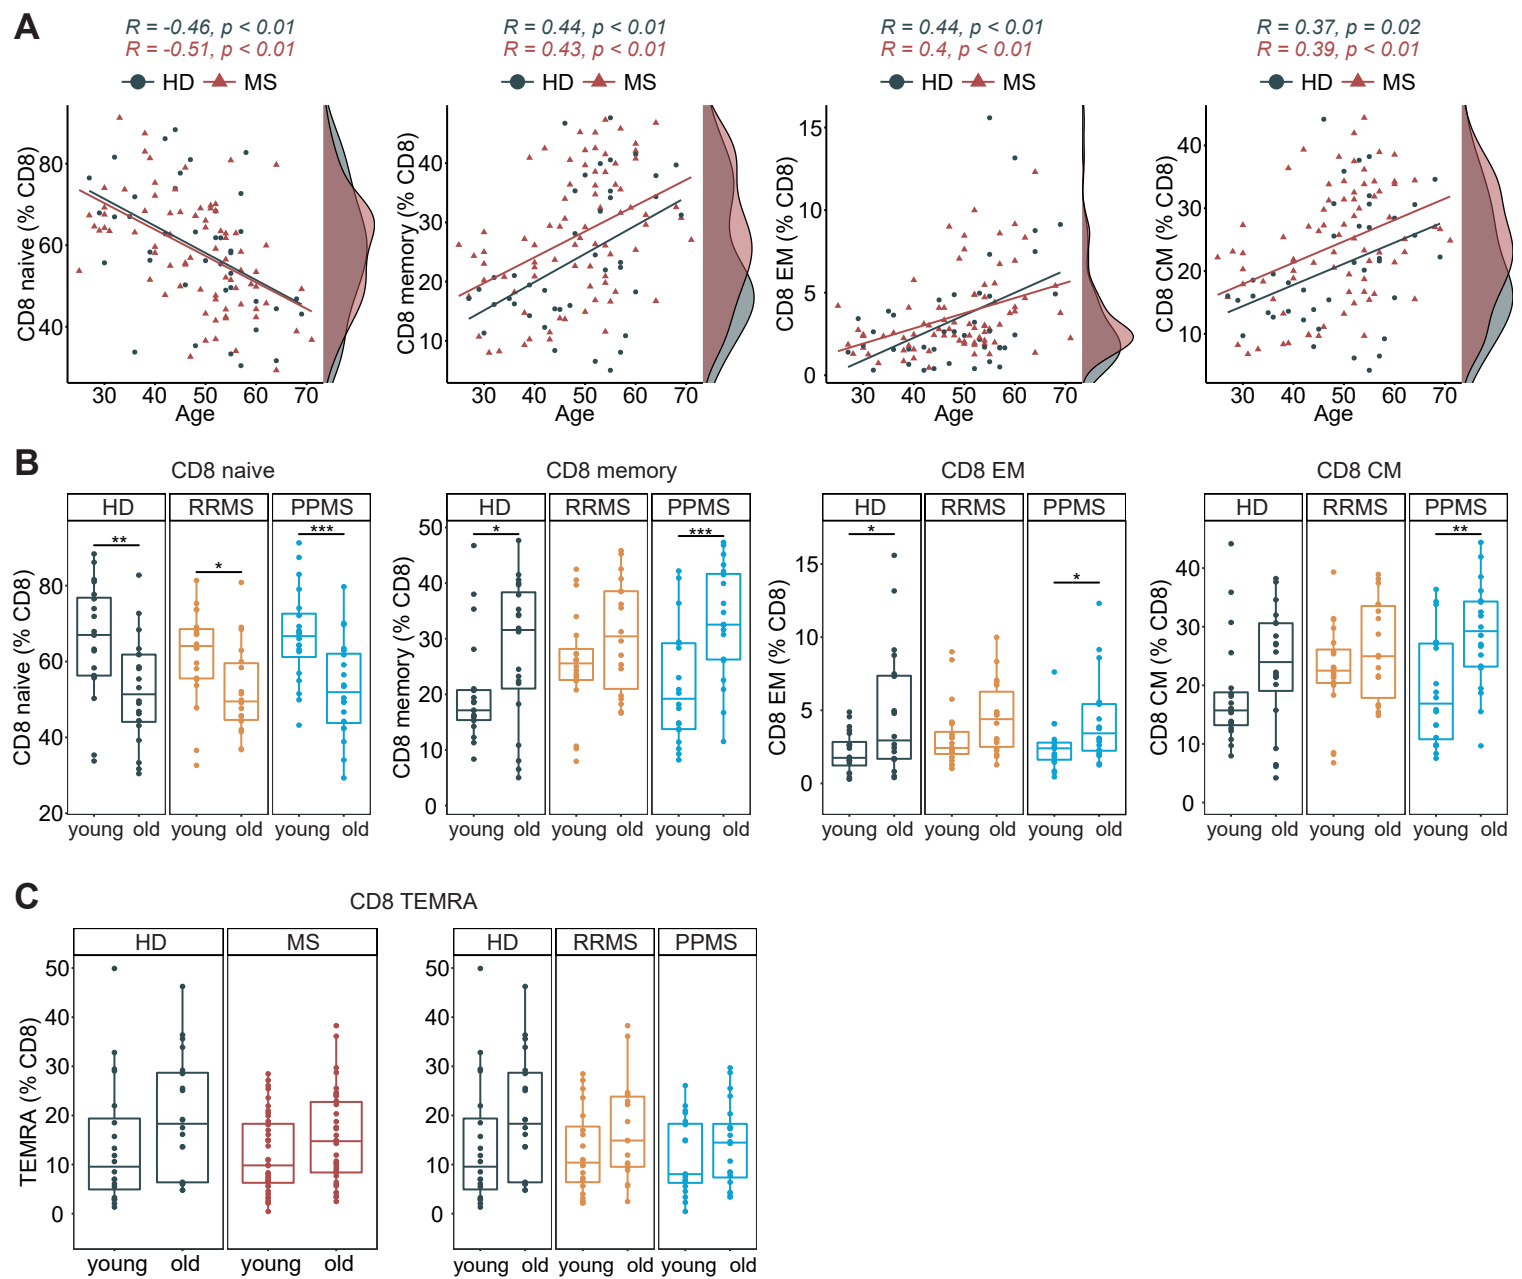 A
R = -0.46, p < 0.01
R = -0.51, p < 0.01
HD MS
CD8 naive (% CD8)
80
60
40
30 40 50 60 70
Age
R = 0.44, p < 0.01
R = 0.43, p < 0.01
HD MS
CD8 memory (% CD8)
40
30
20
10
30 40 50 60 70
Age
R = 0.44, p < 0.01
R = 0.4, p < 0.01
HD MS
CD8 EM (% CD8)
15
10
5
0
30 40 50 60 70
Age
R = 0.37, p = 0.02
R = 0.39, p < 0.01
HD MS
CD8 CM (% CD8)
40
30
20
10
30 40 50 60 70
Age
B
CD8 naive
HD RRMS PPMS
** * ***
CD8 naive (% CD8)
80
60
40
20
young old young old young old
CD8 memory
HD RRMS PPMS
* ***
CD8 memory (% CD8)
50
40
30
20
10
0
young old young old young old
CD8 EM
HD RRMS PPMS
* *
CD8 EM (% CD8)
15
10
5
0
young old young old young old
CD8 CM
HD RRMS PPMS
**
CD8 CM (% CD8)
40
30
20
10
0
young old young old young old
C
CD8 TEMRA
HD MS
TEMRA (% CD8)
50
40
30
20
10
0
young old young old
HD RRMS PPMS
50
40
30
20
10
0
young old young old young old